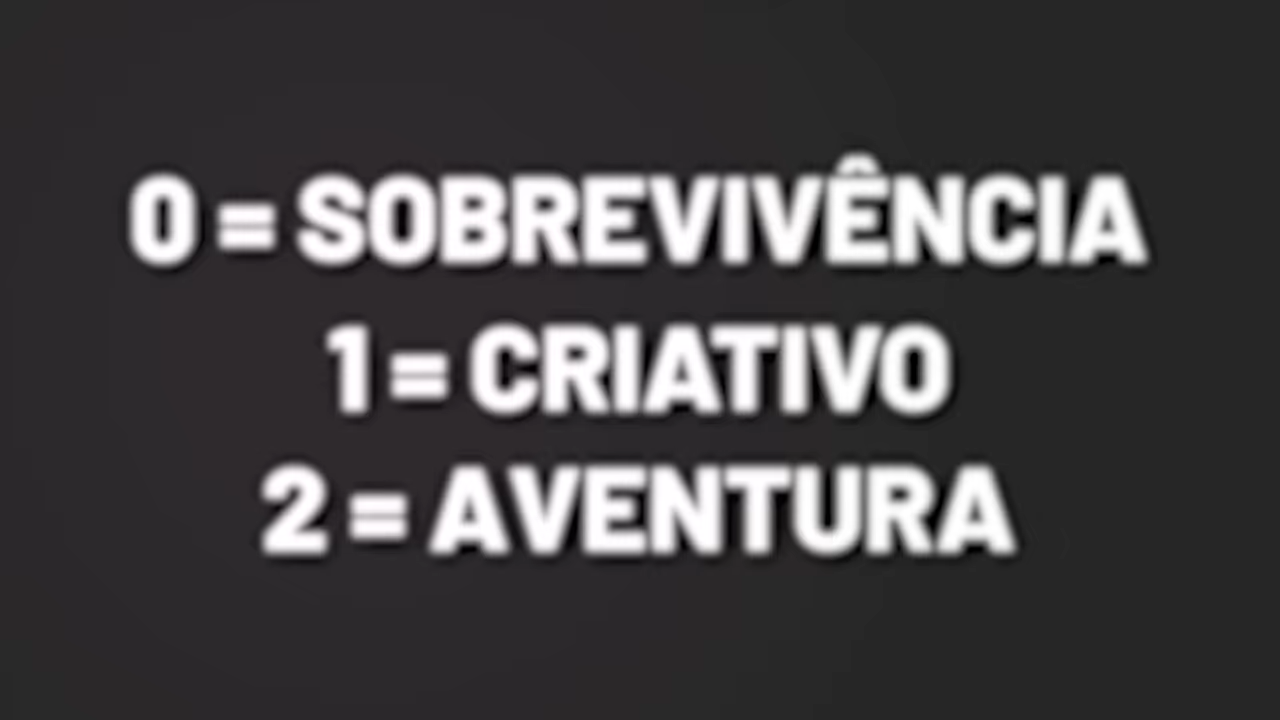 0 = SOBREVIVÊNCIA
1 = CRIATIVO
2 = AVENTURA